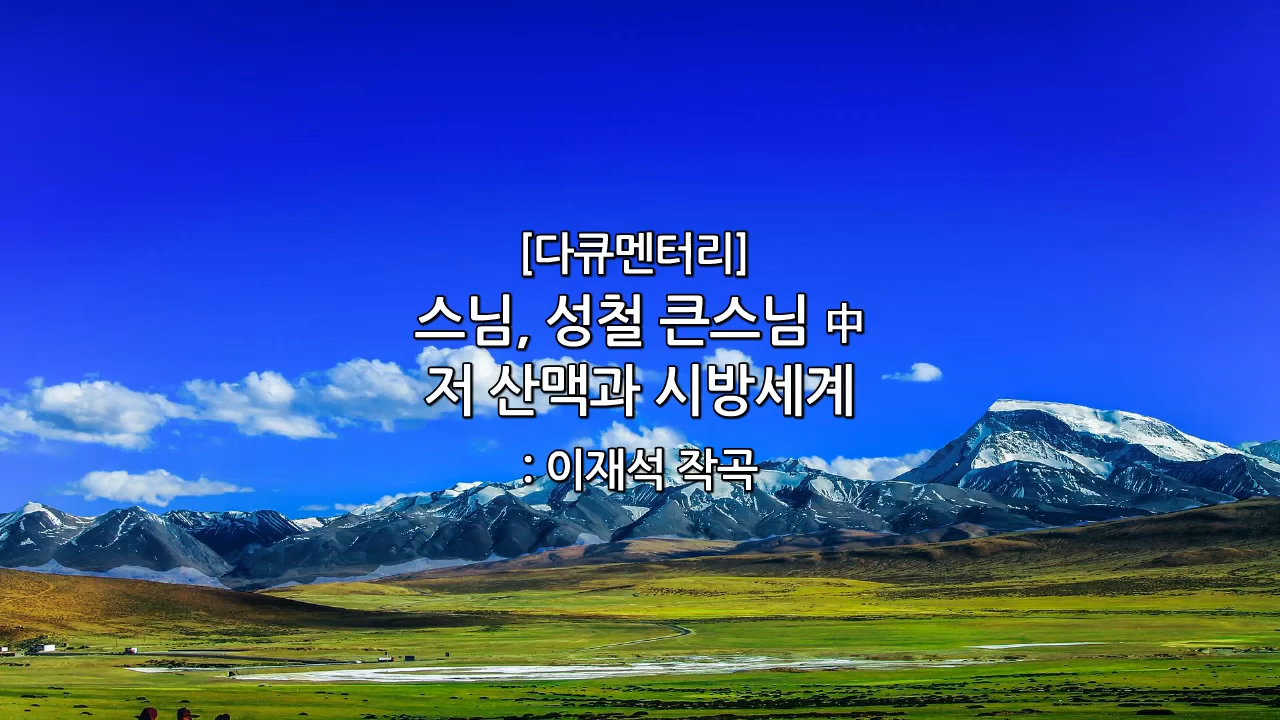 [다큐멘터리]
스님, 성철 큰스님 中
저 산맥과 시방세계
: 이재석 작곡